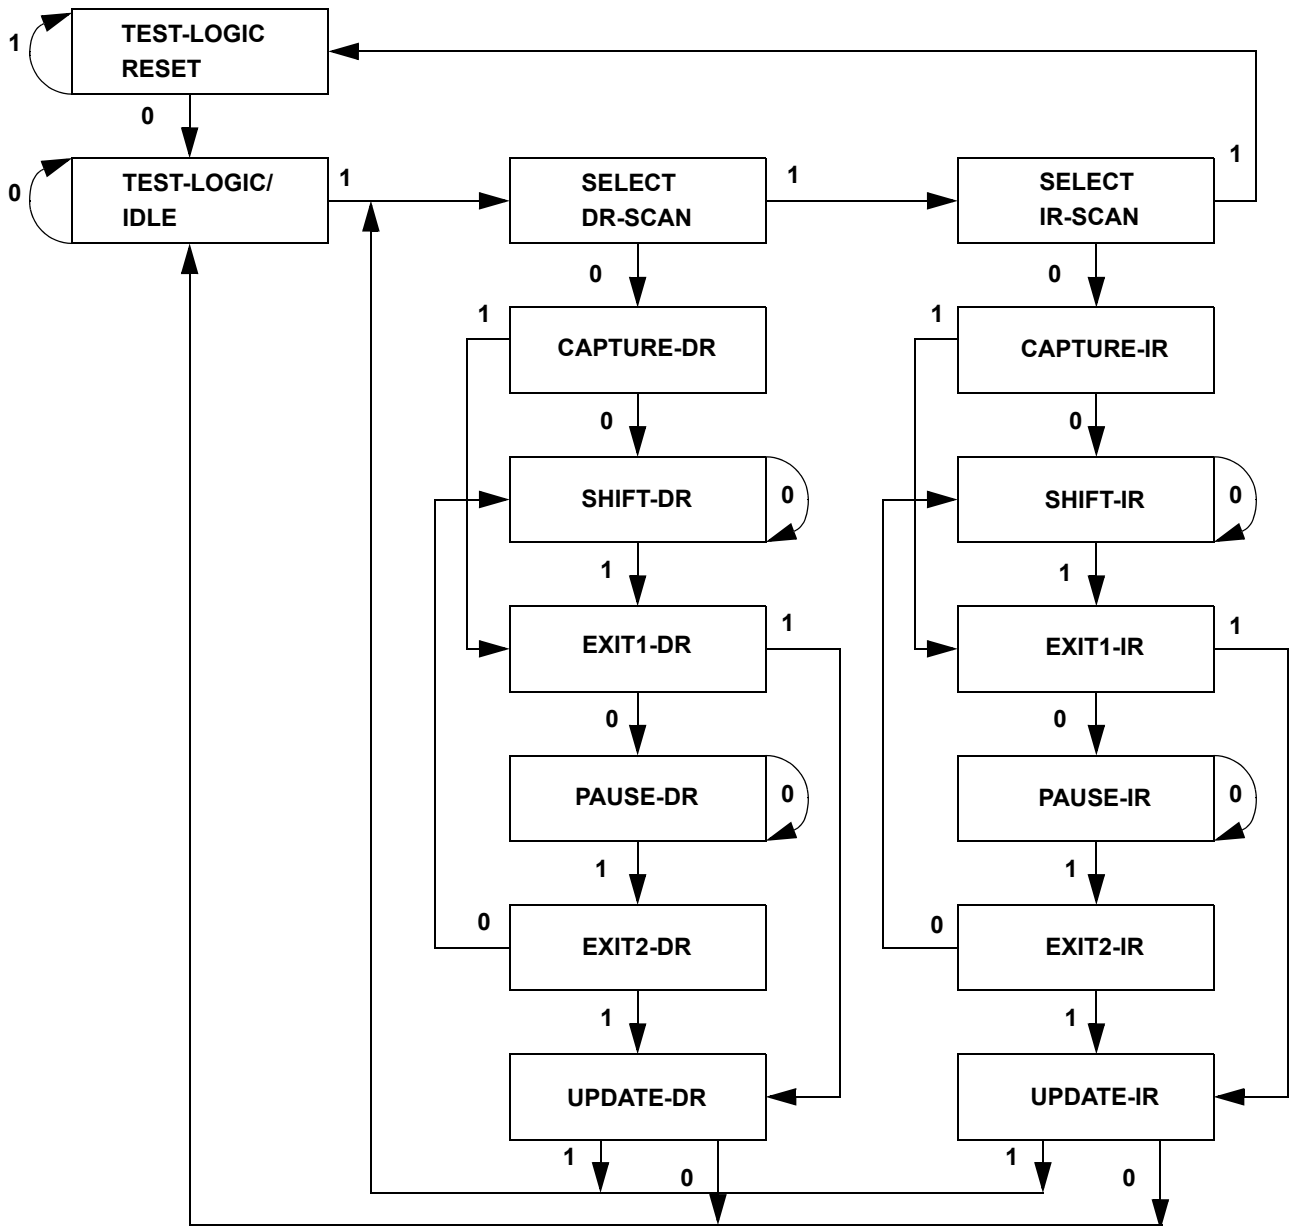 1
TEST-LOGIC
RESET
0
0
TEST-LOGIC/
IDLE
1
SELECT
DR-SCAN
1
SELECT
IR-SCAN
1
0
0
1
CAPTURE-DR
1
CAPTURE-IR
0
0
SHIFT-DR
0
SHIFT-IR
0
1
1
EXIT1-DR
1
EXIT1-IR
1
0
0
PAUSE-DR
0
PAUSE-IR
0
1
1
0
EXIT2-DR
0
EXIT2-IR
1
1
UPDATE-DR
UPDATE-IR
1
0
1
0